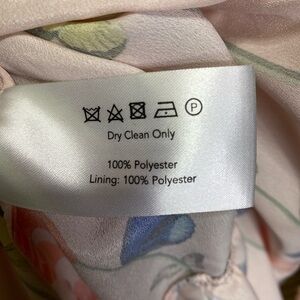 P
Dry Clean Only
100% Polyester
Lining: 100% Polyester